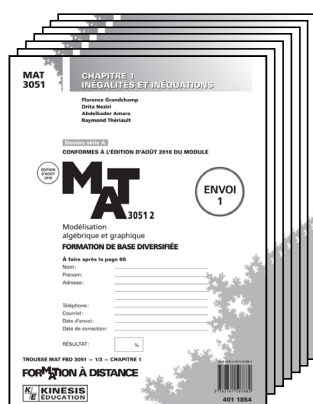 MAT
3051
CHAPITRE 1
INÉGALITÉS ET INÉQUATIONS
Florence Grandchamp
Drita Neziri
Abdelkader Amara
Raymond Thériault
Devoirs série A
CONFORMES À L'ÉDITION D'AOÛT 2018 DU MODULE
ÉDITION
D'AOÛT
2018
MAT
3051 2
ENVOI
1
Modélisation
algébrique et graphique
FORMATION DE BASE DIVERSIFIÉE
À faire après la page 66
Nom:
Prénom:
Adresse:
Téléphone:
Courriel:
Date d'envoi:
Date de correction:
RÉSULTAT: %
TROUSSE MAT FBD 3051 – 1/3 – CHAPITRE 1
FORMATION À DISTANCE
K/E KINESIS
ÉDUCATION
401 1854